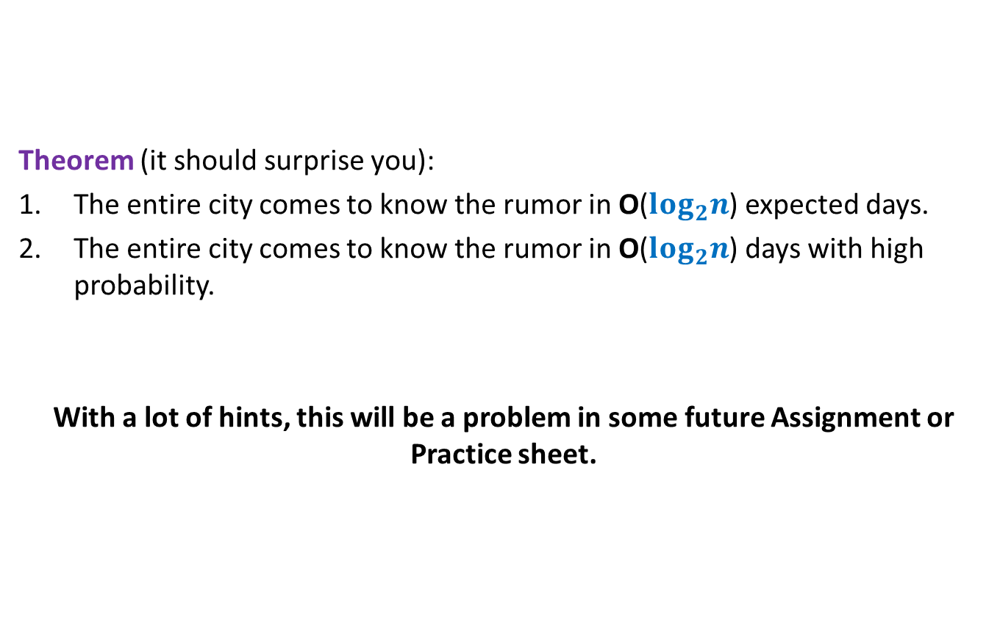 Theorem (it should surprise you):
1. The entire city comes to know the rumor in O(log₂n) expected days.
2. The entire city comes to know the rumor in O(log₂n) days with high
probability.
With a lot of hints, this will be a problem in some future Assignment or
Practice sheet.